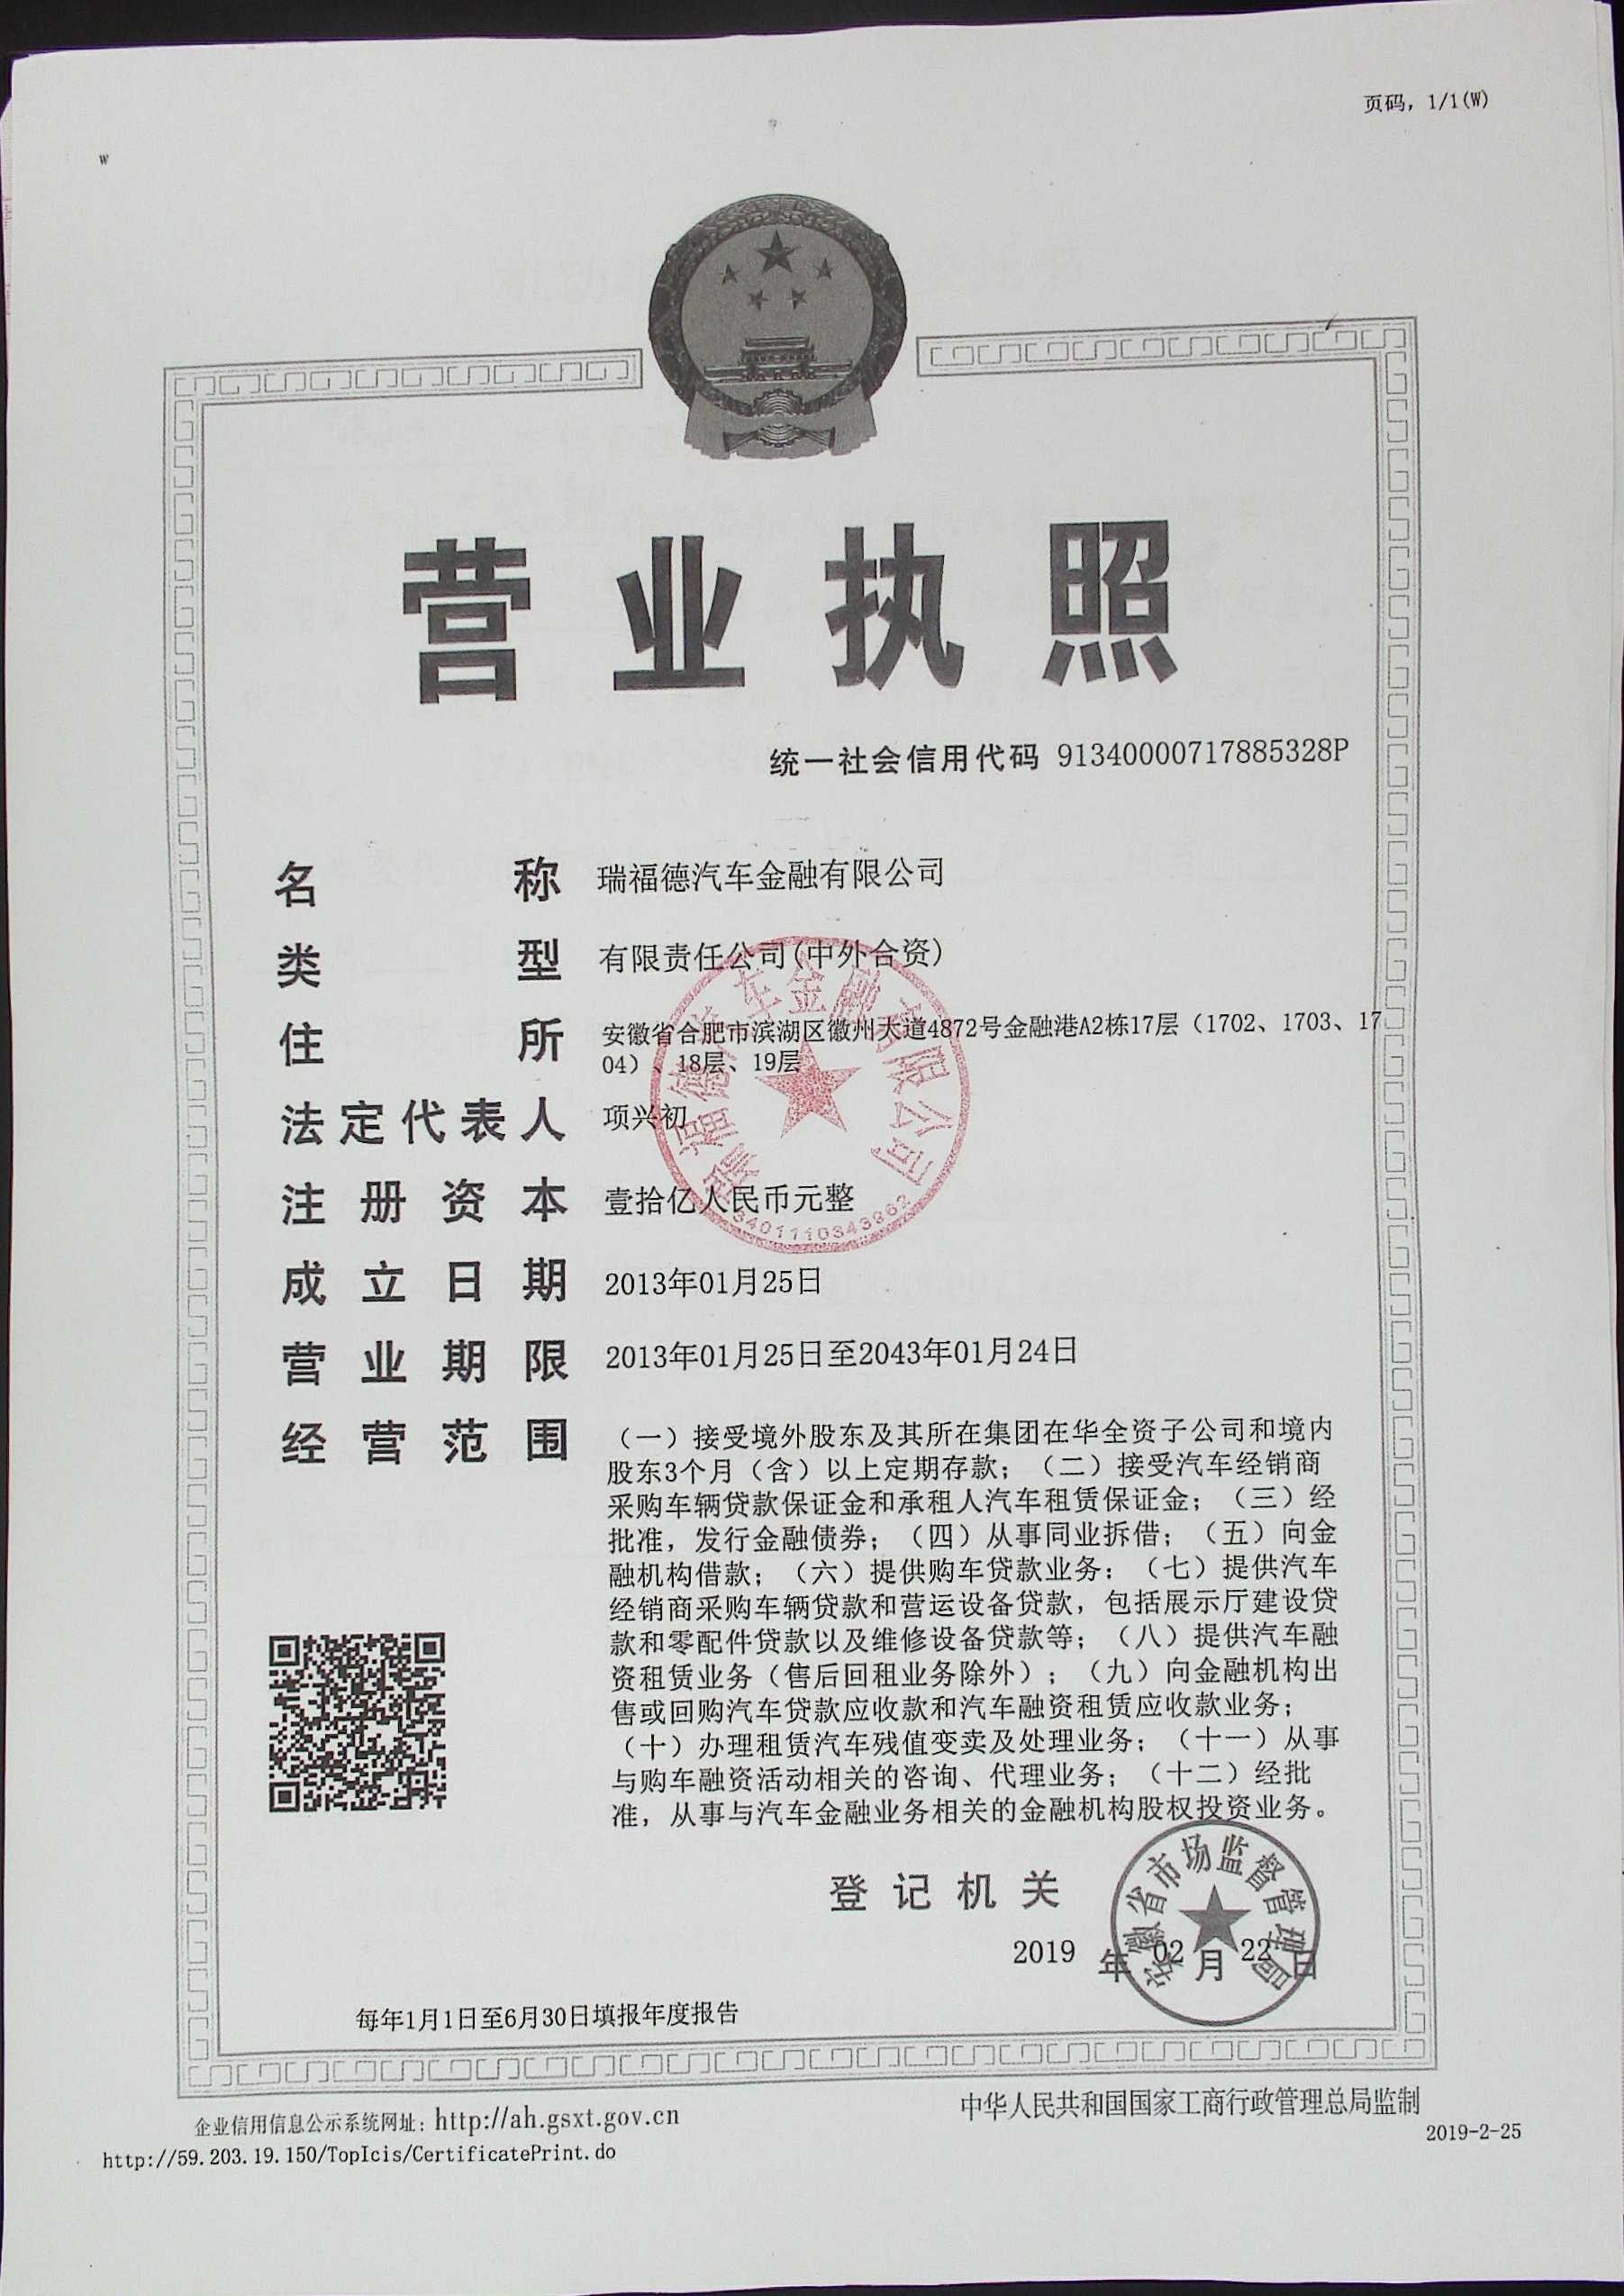 页码，1/1(W)
w
营业执照
统一社会信用代码 91340000717885328P
名称 瑞福德汽车金融有限公司
类型 有限责任公司(中外合资)
住所 安徽省合肥市滨湖区徽州大道4872号金融港A2栋17层（1702、1703、17
04）、18层、19层
法定代表人 项兴初
注册资本 壹拾亿人民币元整
成立日期 2013年01月25日
营业期限 2013年01月25日至2043年01月24日
经营范围 （一）接受境外股东及其所在集团在华全资子公司和境内
股东3个月（含）以上定期存款；（二）接受汽车经销商
采购车辆贷款保证金和承租人汽车租赁保证金；（三）经
批准，发行金融债券；（四）从事同业拆借；（五）向金
融机构借款；（六）提供购车贷款业务；（七）提供汽车
经销商采购车辆贷款和营运设备贷款，包括展示厅建设贷
款和零配件贷款以及维修设备贷款等；（八）提供汽车融
资租赁业务（售后回租业务除外）；（九）向金融机构出
售或回购汽车贷款应收款和汽车融资租赁应收款业务；
（十）办理租赁汽车残值变卖及处理业务；（十一）从事
与购车融资活动相关的咨询、代理业务；（十二）经批
准，从事与汽车金融业务相关的金融机构股权投资业务。
瑞福德汽车金融有限公司
3401110343962
登记机关
安徽省市场监督管理局
2019 年 02 月 22 日
每年1月1日至6月30日填报年度报告
企业信用信息公示系统网址：http://ah.gsxt.gov.cn
中华人民共和国国家工商行政管理总局监制
http://59.203.19.150/TopIcis/CertificatePrint.do
2019-2-25